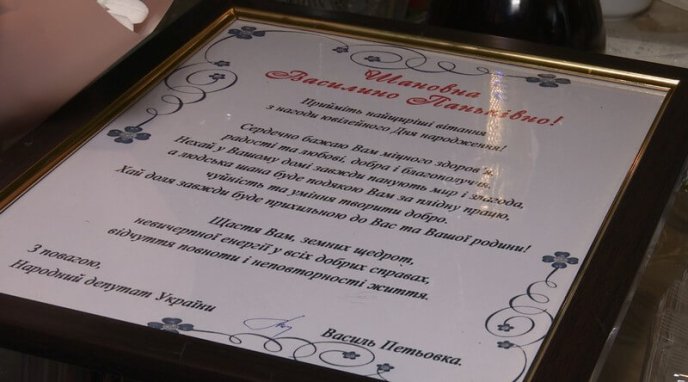 Шановна
Василино Паньківно!
Прийміть найщиріші вітання
з нагоди ювілейного Дня народження!
Сердечно бажаю Вам міцного здоров'я,
радості та любові, добра і благополуччя.
Нехай у Вашому домі завжди панують мир і злагода,
а людська шана буде подякою Вам за плідну працю,
чуйність та уміння творити добро.
Хай доля завжди буде прихильною до Вас та Вашої родини!
Щастя Вам, земних щедрот,
невичерпної енергії у всіх добрих справах,
відчуття повноти і неповторності життя.
З повагою,
Народний депутат України
Василь Петьовка.